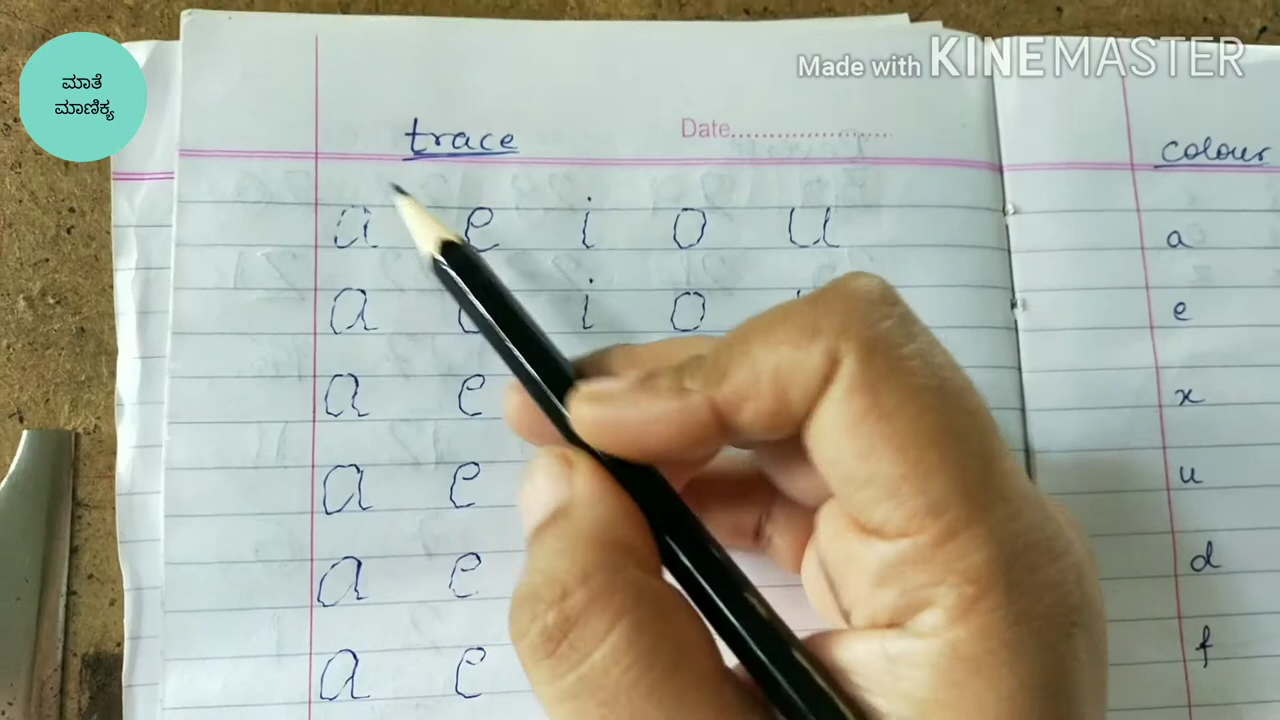 ಮಾತೆ
ಮಾಣಿಕ್ಯ
Made with KINEMASTER
trace
Date
a e i o u
a i o
a e
a e
a e
a e
colour
a
e
x
u
d
f